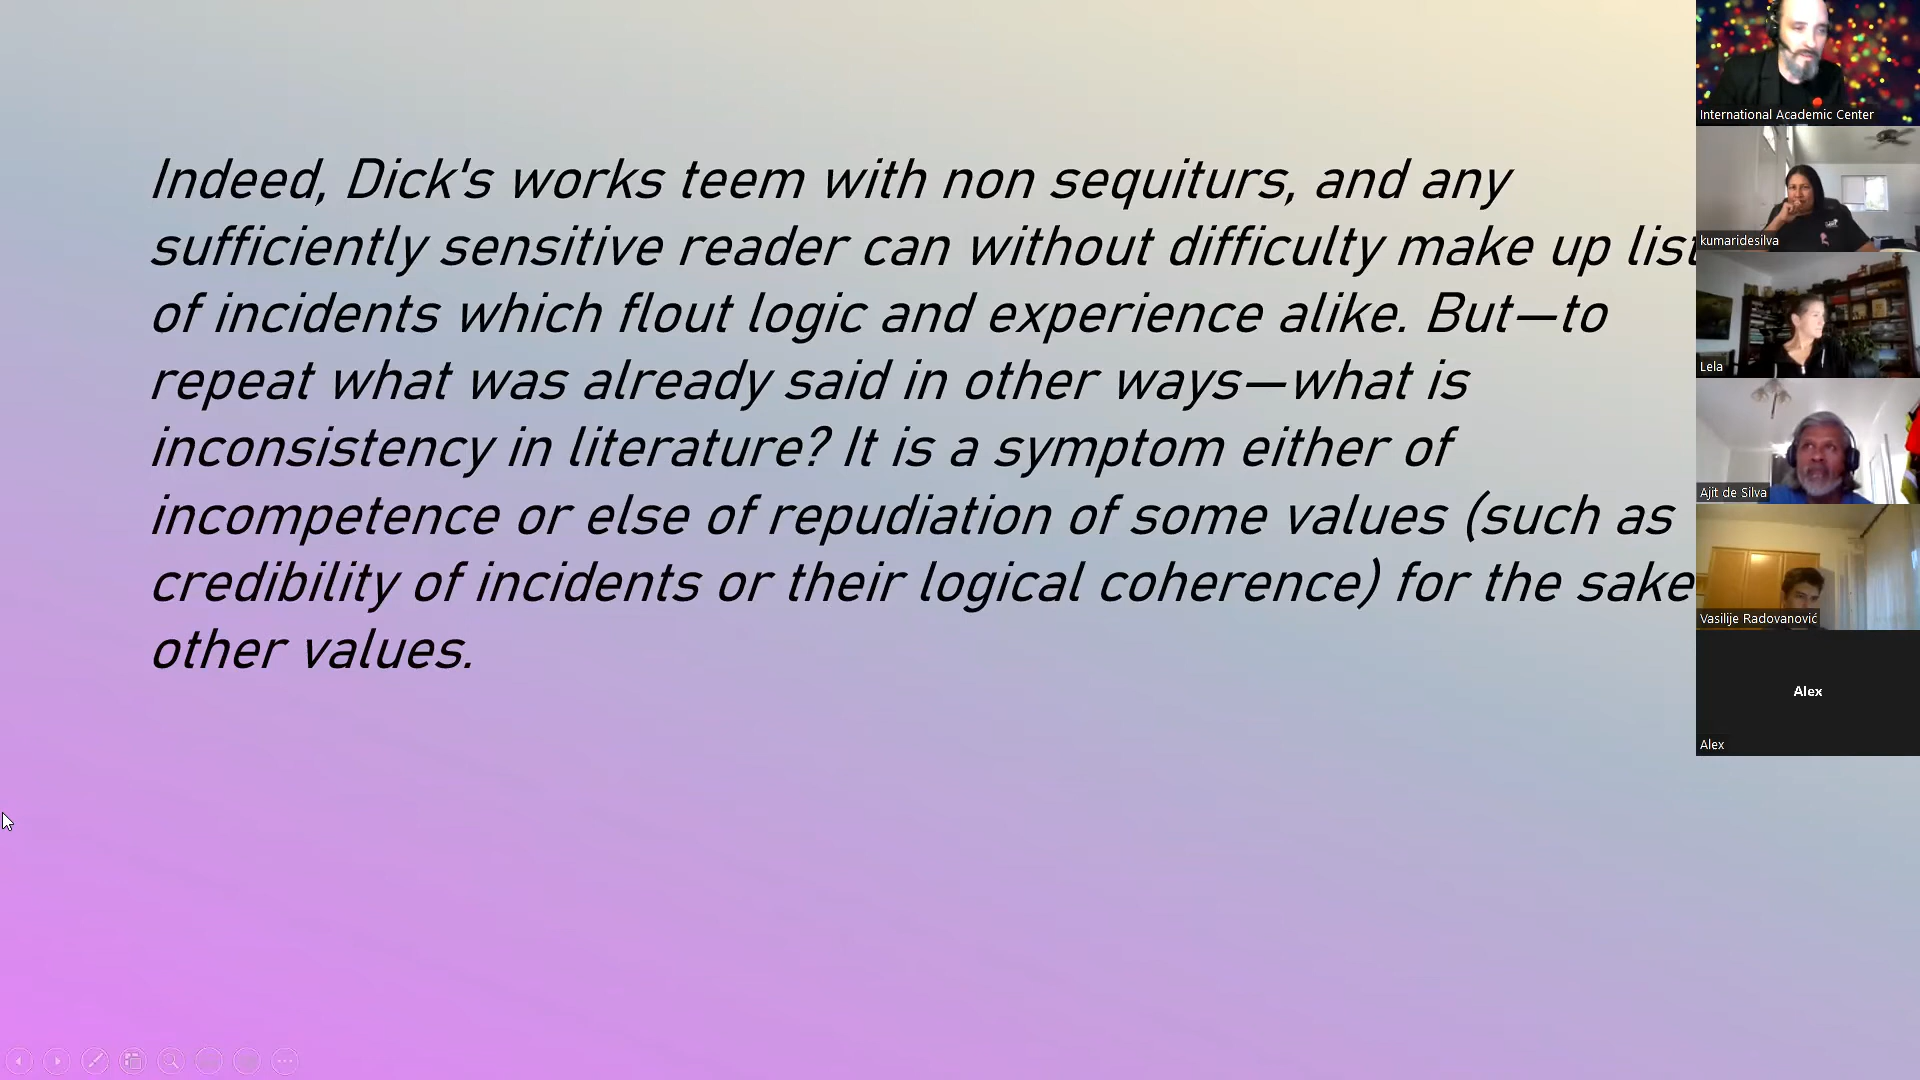 Indeed, Dick's works teem with non sequiturs, and any
sufficiently sensitive reader can without difficulty make up
of incidents which flout logic and experience alike. But—to
repeat what was already said in other ways—what is
inconsistency in literature? It is a symptom either of
incompetence or else of repudiation of some values (such as
credibility of incidents or their logical coherence) for the sake
other values.
International Academic Center
kumaridesilva
Lela
Ajit de Silva
Vasilije Radovanović
Alex
Alex